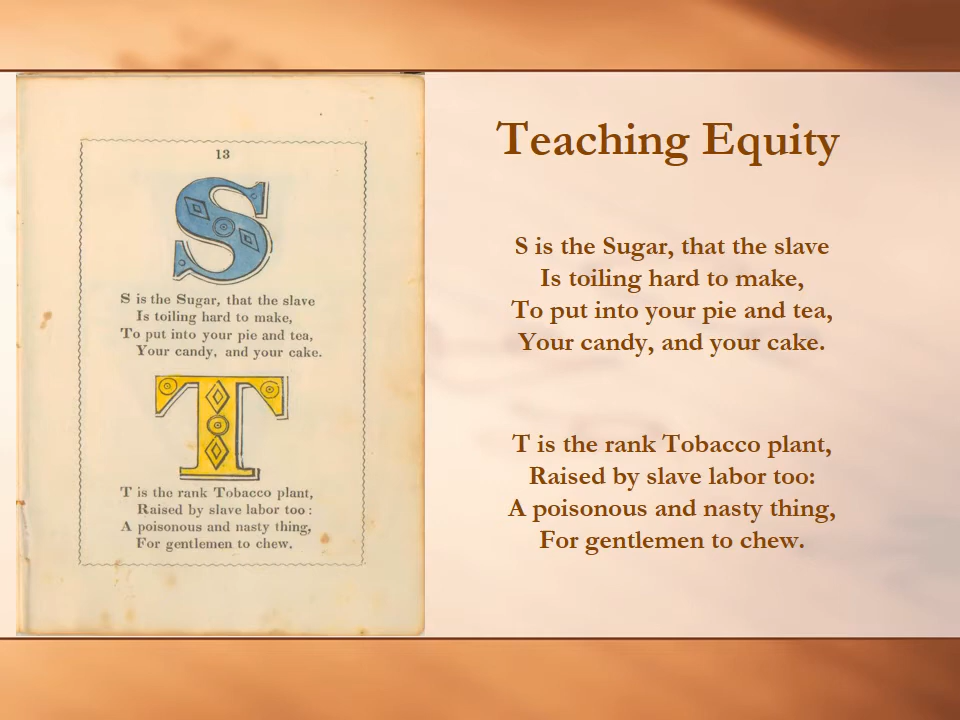 13
S
S is the Sugar, that the slave
Is toiling hard to make,
To put into your pie and tea,
Your candy, and your cake.
T
T is the rank Tobacco plant,
Raised by slave labor too:
A poisonous and nasty thing,
For gentlemen to chew.
Teaching Equity
S is the Sugar, that the slave
Is toiling hard to make,
To put into your pie and tea,
Your candy, and your cake.
T is the rank Tobacco plant,
Raised by slave labor too:
A poisonous and nasty thing,
For gentlemen to chew.